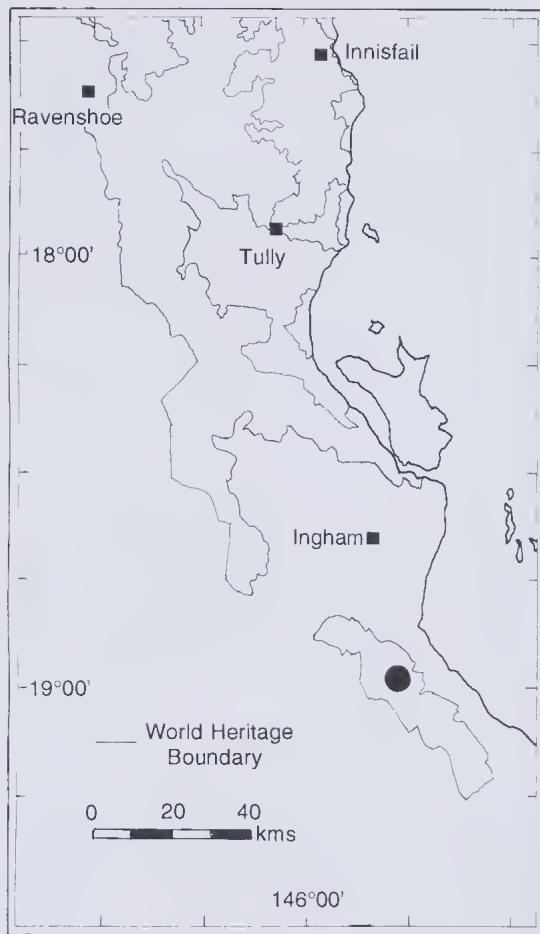 Innisfail
Ravenshoe
Tully
18°00'
Ingham
19°00'
World Heritage
Boundary
0 20 40
kms
146°00'